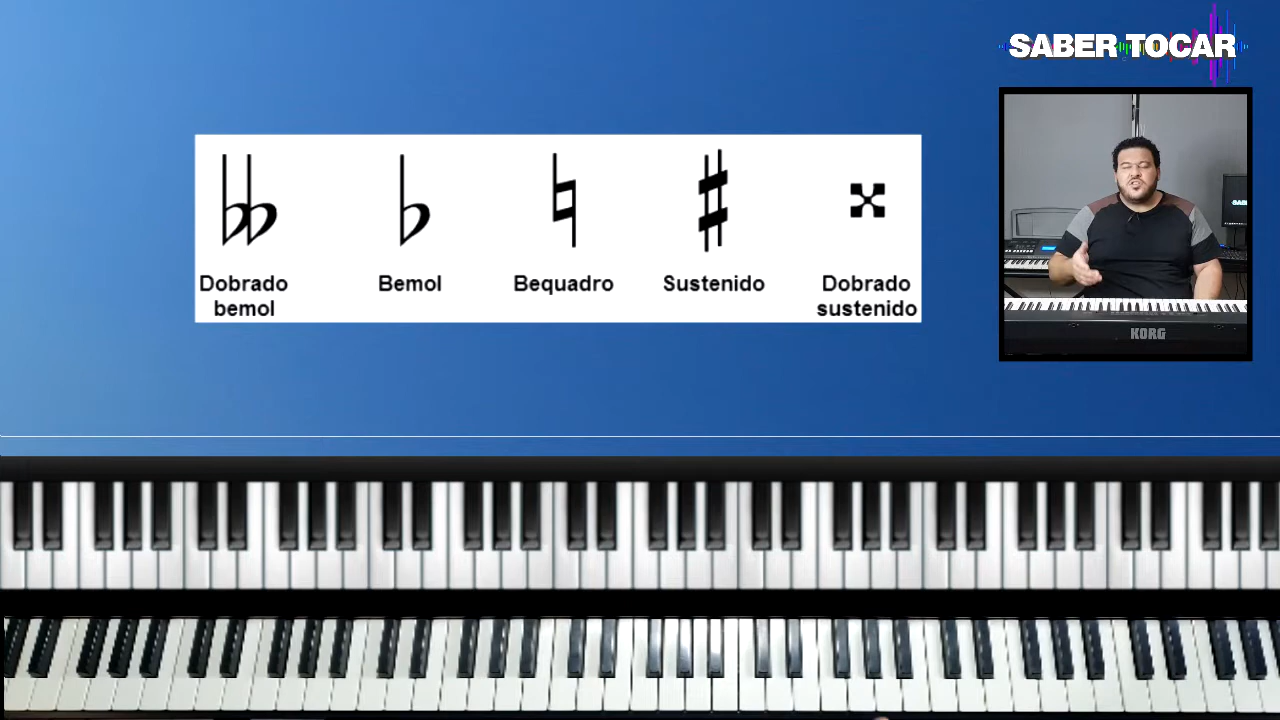 SABER TOCAR
Dobrado
bemol
Bemol
Bequadro
Sustenido
Dobrado
sustenido
KORG